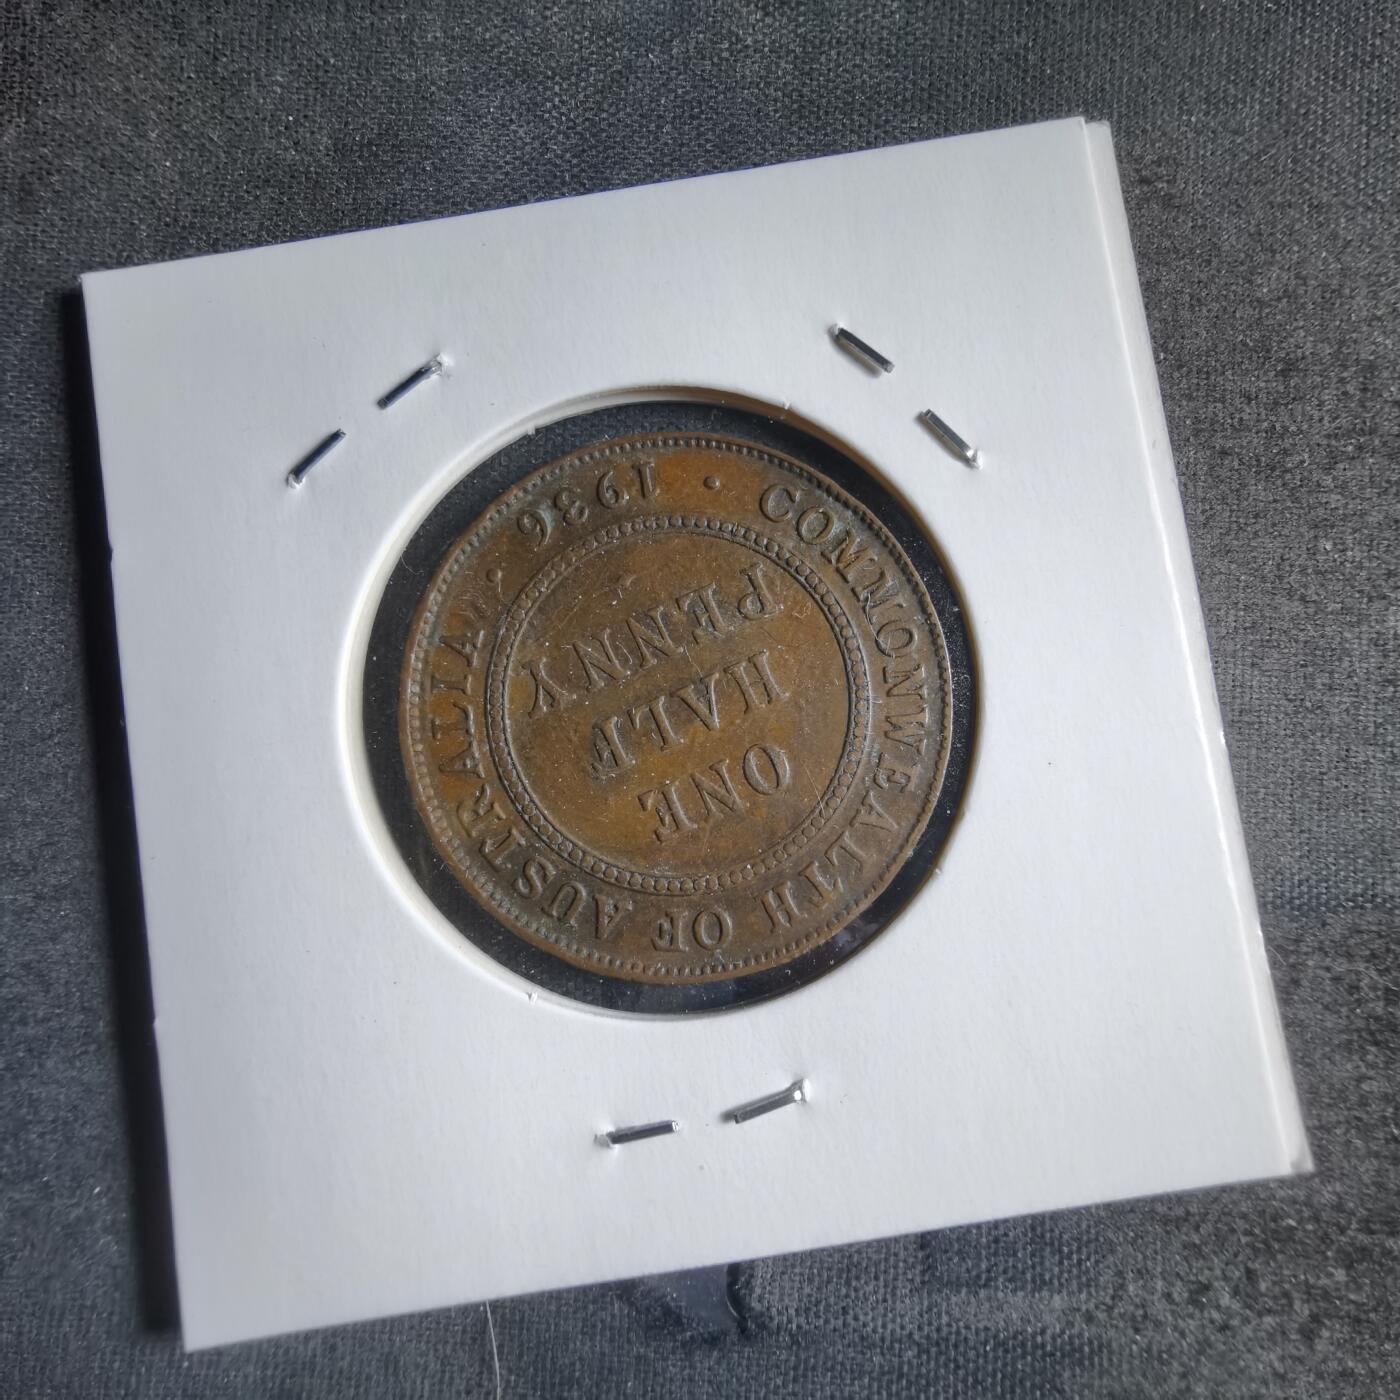 COMMONWEALTH OF AUSTRALIA
ONE
HALF
PENNY
1936